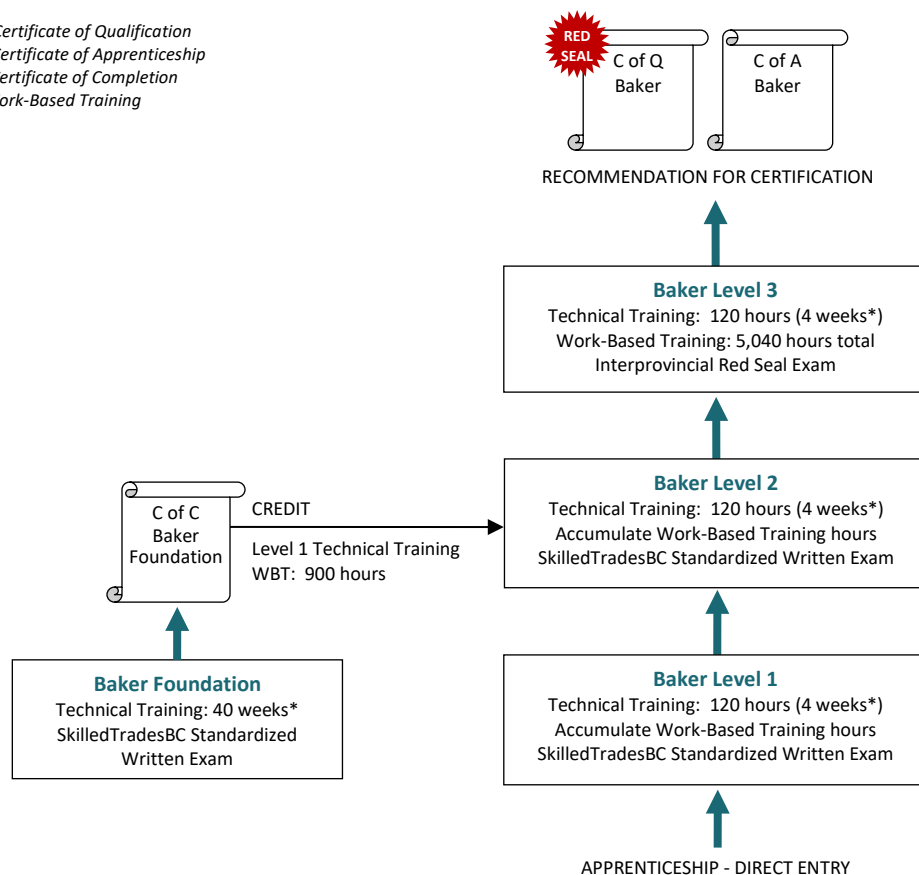 Certificate of Qualification
Certificate of Apprenticeship
Certificate of Completion
Work-Based Training
RED
SEAL
C of Q
Baker
C of A
Baker
RECOMMENDATION FOR CERTIFICATION
Baker Level 3
Technical Training: 120 hours (4 weeks*)
Work-Based Training: 5,040 hours total
Interprovincial Red Seal Exam
Baker Level 2
Technical Training: 120 hours (4 weeks*)
Accumulate Work-Based Training hours
SkilledTradesBC Standardized Written Exam
C of C
Baker
Foundation
CREDIT
Level 1 Technical Training
WBT: 900 hours
Baker Foundation
Technical Training: 40 weeks*
SkilledTradesBC Standardized
Written Exam
Baker Level 1
Technical Training: 120 hours (4 weeks*)
Accumulate Work-Based Training hours
SkilledTradesBC Standardized Written Exam
APPRENTICESHIP - DIRECT ENTRY